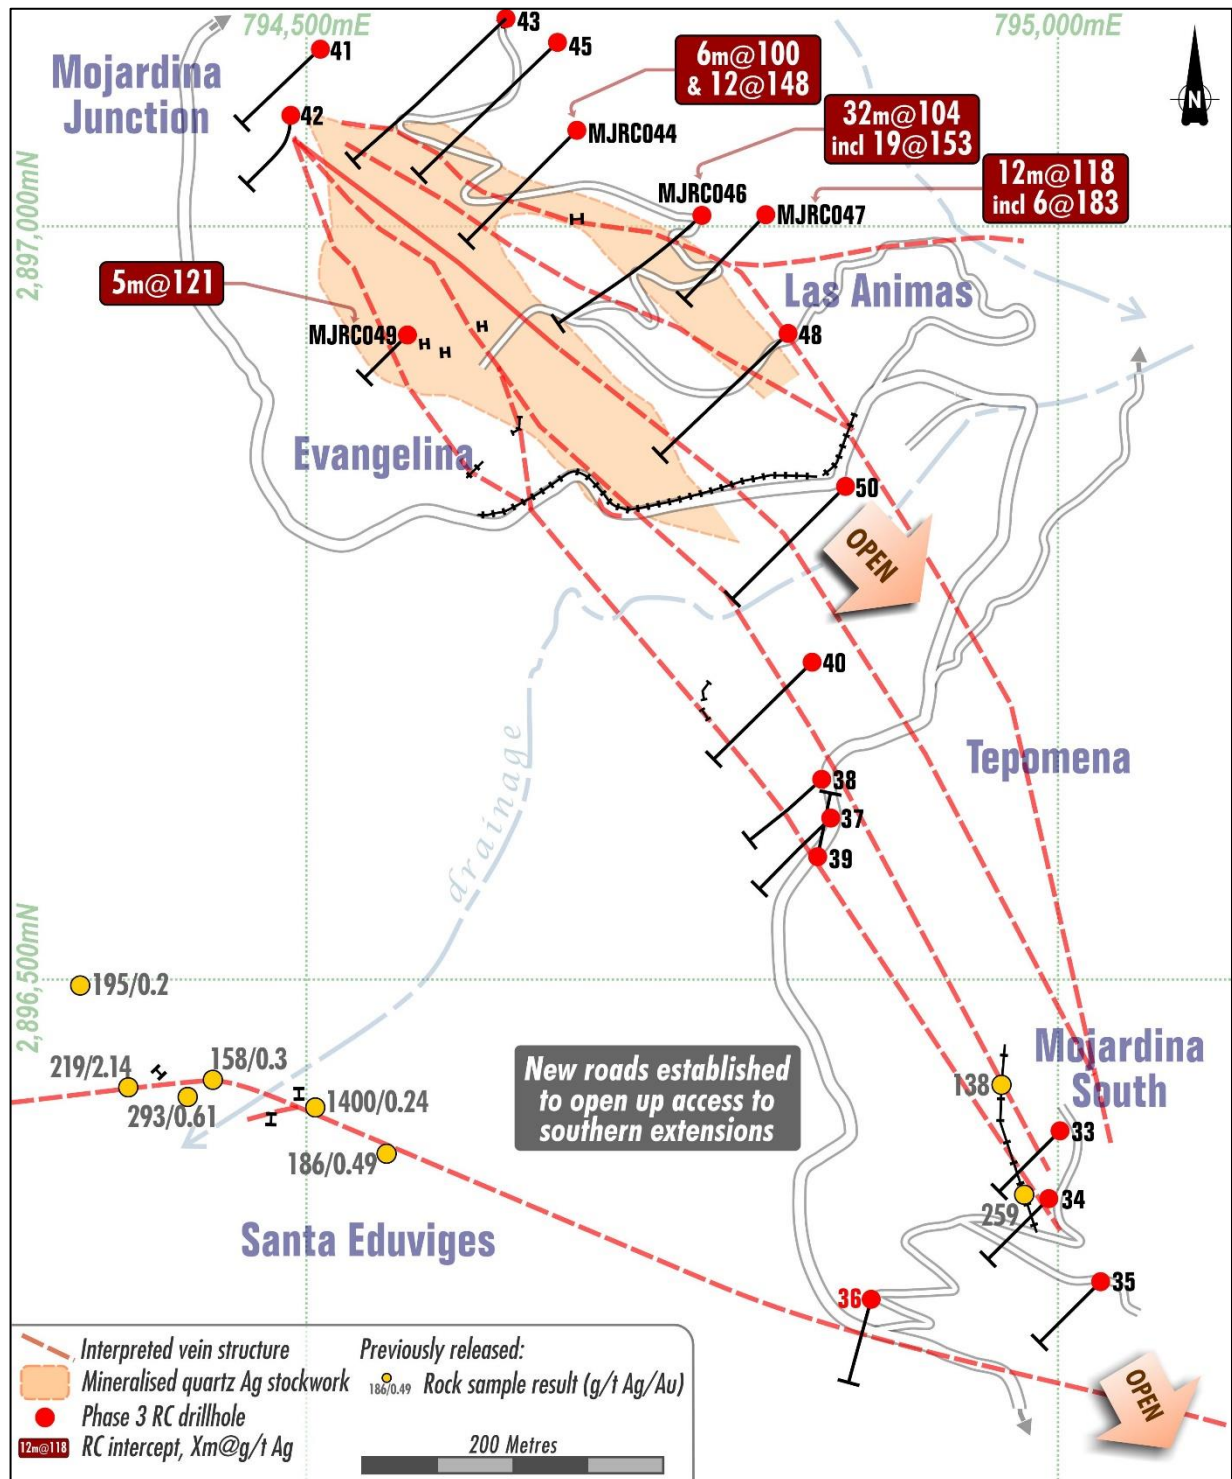 794,500mE
795,000mE
43
41
45
Mojardina
Junction
6m@100
& 12@148
N
42
MJRC044
32m@104
incl 19@153
12m@118
incl 6@183
MJRC046
MJRC047
2,897,000mN
5m@121
Las Animas
MJRC049
48
Evangelina
50
OPEN
40
drainage
Tepomena
38
37
39
2,896,500mN
195/0.2
Mojardina
South
158/0.3
219/2.14
293/0.61
1400/0.24
186/0.49
New roads established
to open up access to
southern extensions
138
33
34
259
Santa Eduviges
35
36
OPEN
Interpreted vein structure
Mineralised quartz Ag stockwork
Phase 3 RC drillhole
12m@118
RC intercept, Xm@g/t Ag
Previously released:
186/0.49
Rock sample result (g/t Ag/Au)
200 Metres